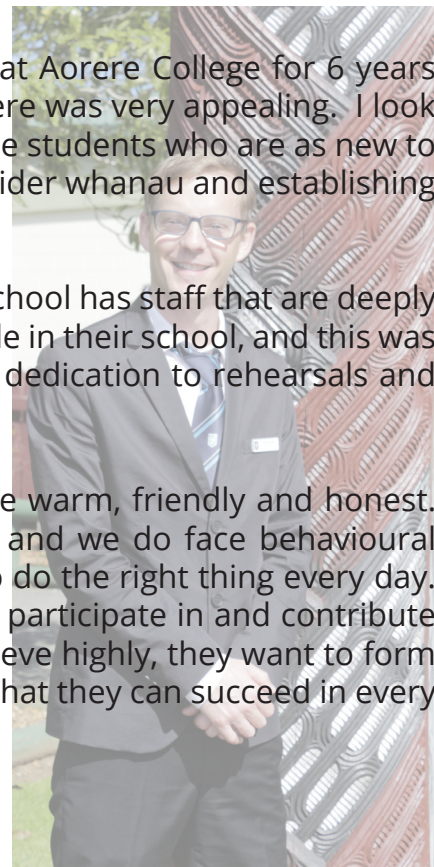 at Aorere College for 6 years
ere was very appealing. I look
e students who are as new to
ider whanau and establishing
chool has staff that are deeply
le in their school, and this was
dedication to rehearsals and
e warm, friendly and honest.
and we do face behavioural
o do the right thing every day.
participate in and contribute
eve highly, they want to form
hat they can succeed in every